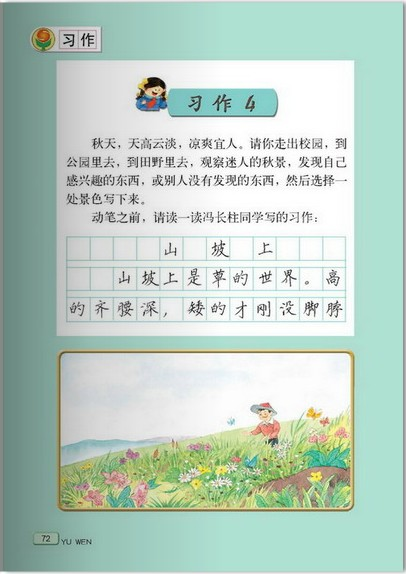 习作
习作 4
秋天，天高云淡，凉爽宜人。请你走出校园，到
公园里去，到田野里去，观察迷人的秋景，发现自己
感兴趣的东西，或别人没有发现的东西，然后选择一
处景色写下来。
动笔之前，请读一读冯长柱同学写的习作：
山坡上
山坡上是草的世界。高
的齐腰深，矮的才刚没脚脖
72 YU WEN